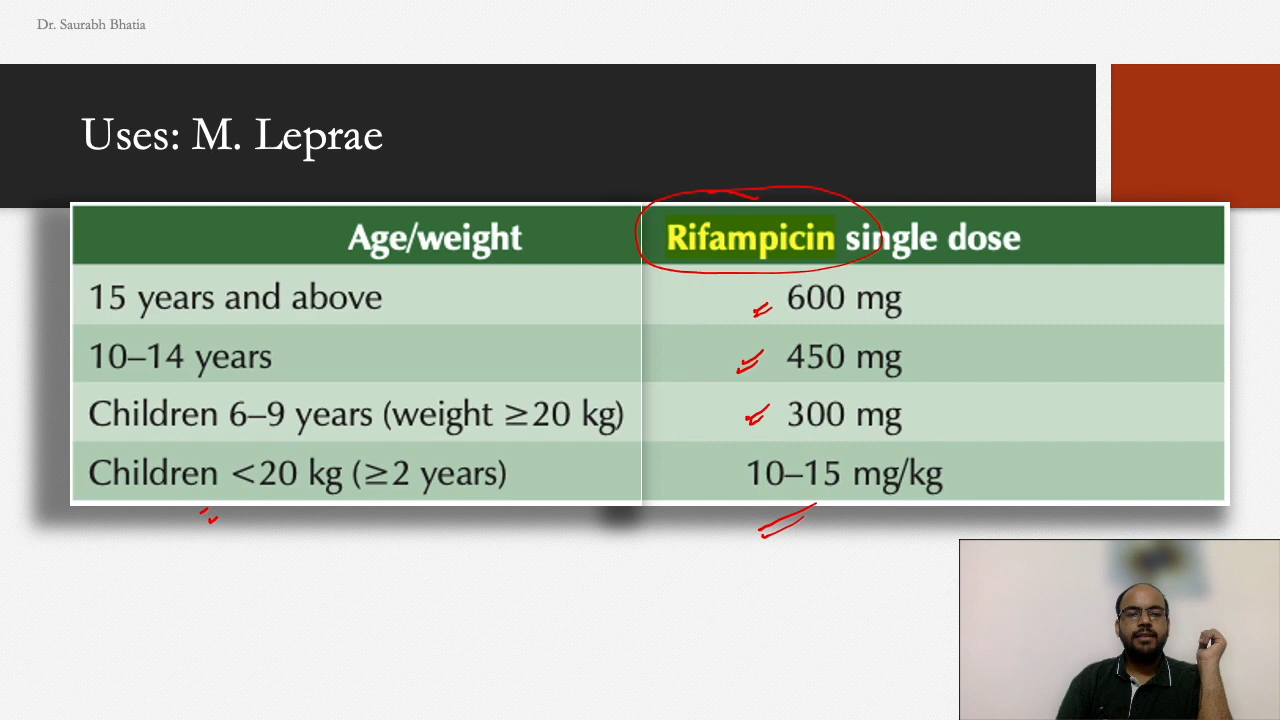 Dr. Saurabh Bhatia
Uses: M. Leprae
Age/weight Rifampicin single dose
15 years and above 600 mg
10–14 years 450 mg
Children 6–9 years (weight ≥20 kg) 300 mg
Children <20 kg (≥2 years) 10–15 mg/kg